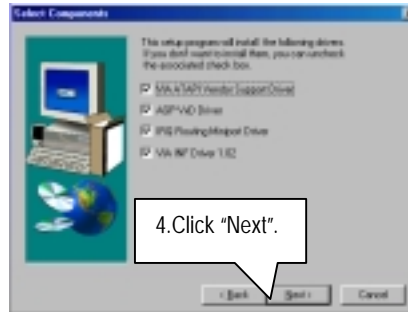 Select Components
This setup program will install the following drivers.
If you don't want to install them, you can uncheck
the associated check box.
VIA ATAPI Vendor Support Driver
AGP VxD Driver
IRQ Routing Miniport Driver
VIA INF Driver 1.02
4.Click “Next”.
< Back
Next >
Cancel